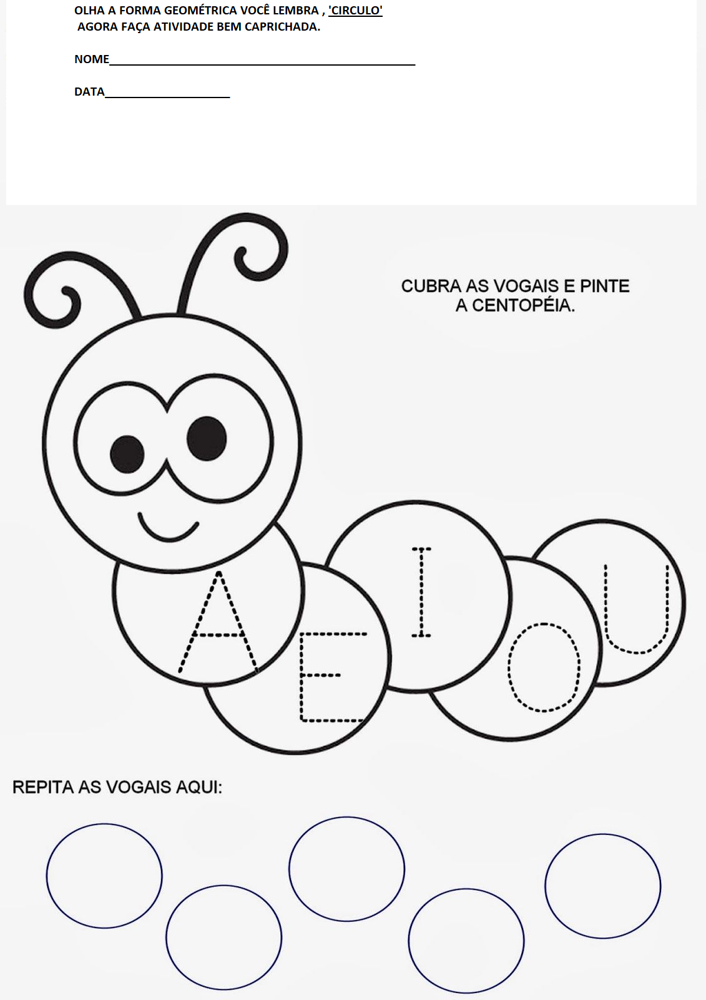 OLHA A FORMA GEOMÉTRICA VOCÊ LEMBRA , 'CIRCULO'
AGORA FAÇA ATIVIDADE BEM CAPRICHADA.
NOME
DATA
CUBRA AS VOGAIS E PINTE
A CENTOPÉIA.
A E I O U
REPITA AS VOGAIS AQUI: